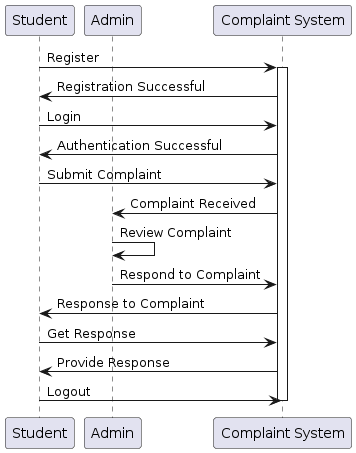 Student Admin Complaint System
Register
Registration Successful
Login
Authentication Successful
Submit Complaint
Complaint Received
Review Complaint
Respond to Complaint
Response to Complaint
Get Response
Provide Response
Logout
Student Admin Complaint System